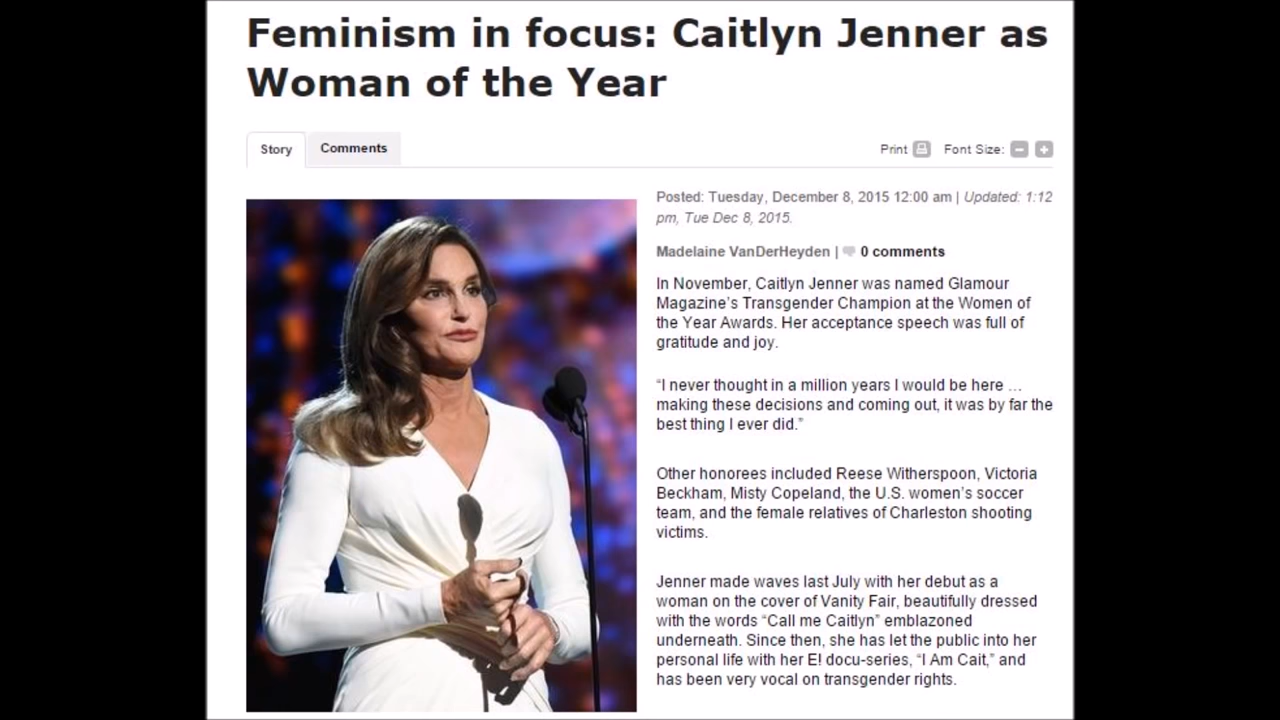 Feminism in focus: Caitlyn Jenner as
Woman of the Year
Story
Comments
Print
Font Size:
Posted: Tuesday, December 8, 2015 12:00 am | Updated: 1:12
pm, Tue Dec 8, 2015.
Madelaine VanDerHeyden | 0 comments
In November, Caitlyn Jenner was named Glamour
Magazine's Transgender Champion at the Women of
the Year Awards. Her acceptance speech was full of
gratitude and joy.
“I never thought in a million years I would be here …
making these decisions and coming out, it was by far the
best thing I ever did.”
Other honorees included Reese Witherspoon, Victoria
Beckham, Misty Copeland, the U.S. women's soccer
team, and the female relatives of Charleston shooting
victims.
Jenner made waves last July with her debut as a
woman on the cover of Vanity Fair, beautifully dressed
with the words “Call me Caitlyn” emblazoned
underneath. Since then, she has let the public into her
personal life with her E! docu-series, “I Am Cait,” and
has been very vocal on transgender rights.